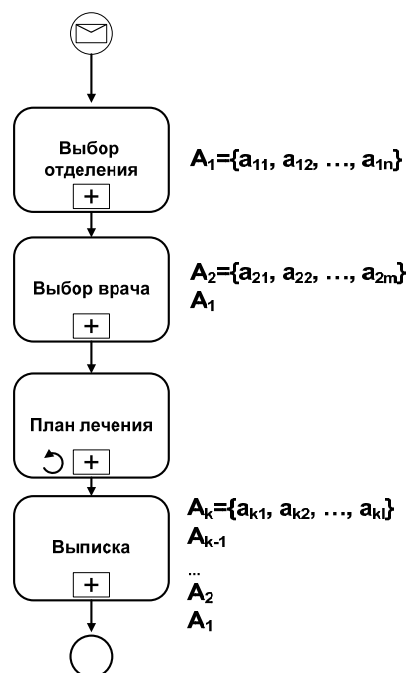 Выбор
отделения
A₁={a₁₁, a₁₂, ..., a₁ₙ}
Выбор врача
A₂={a₂₁, a₂₂, ..., a₂ₘ}
A₁
План лечения
Выписка
Aₖ={aₖ₁, aₖ₂, ..., aₖₗ}
Aₖ₋₁
...
A₂
A₁